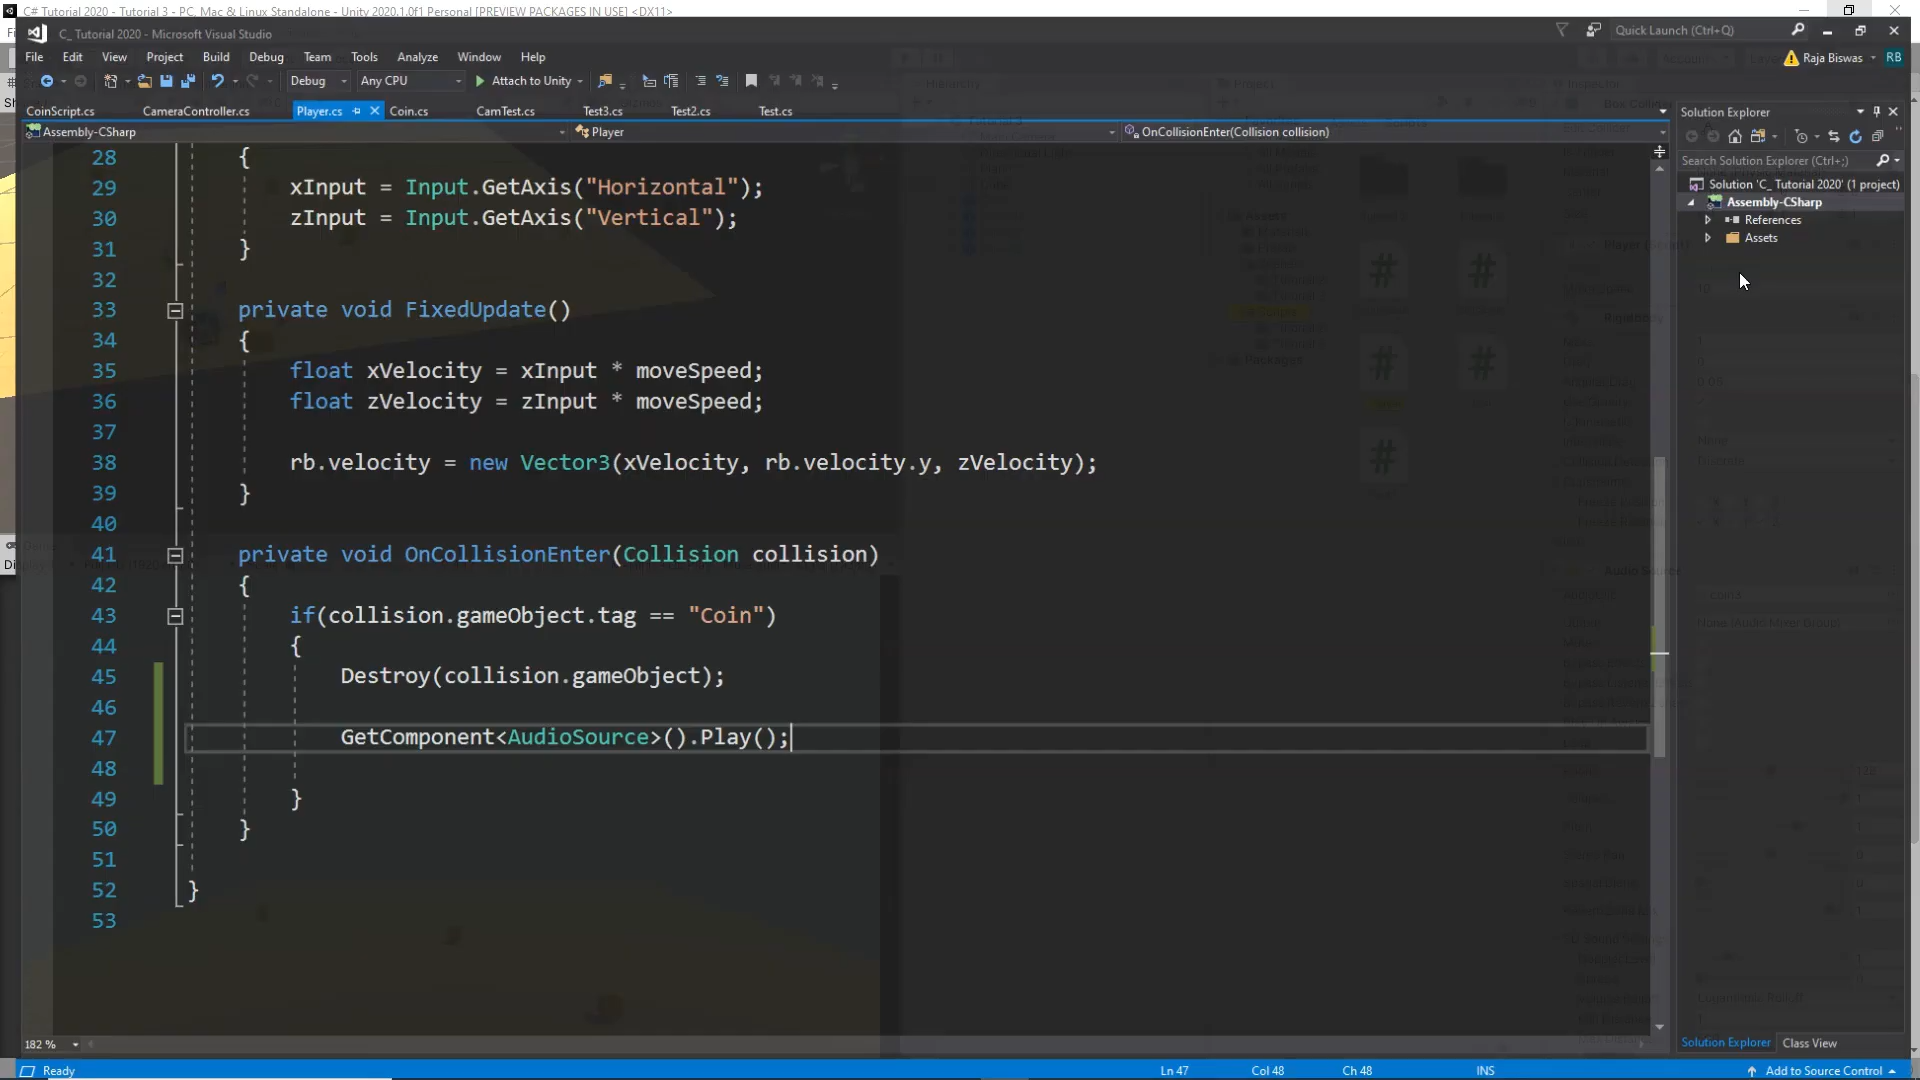 C# Tutorial 2020 - Tutorial 3 - PC, Mac & Linux Standalone - Unity 2020.1.0f1 Personal [PREVIEW PACKAGES IN USE] <DX11>
C_ Tutorial 2020 - Microsoft Visual Studio
Quick Launch (Ctrl+Q)
File Edit View Project Build Debug Team Tools Analyze Window Help
Raja Biswas RB
Debug Any CPU Attach to Unity
CoinScript.cs CameraController.cs Player.cs Coin.cs CamTest.cs Test3.cs Test2.cs Test.cs
Assembly-CSharp Player OnCollisionEnter(Collision collision)
28 {
29 xInput = Input.GetAxis("Horizontal");
30 zInput = Input.GetAxis("Vertical");
31 }
32
33 private void FixedUpdate()
34 {
35 float xVelocity = xInput * moveSpeed;
36 float zVelocity = zInput * moveSpeed;
37
38 rb.velocity = new Vector3(xVelocity, rb.velocity.y, zVelocity);
39 }
40
41 private void OnCollisionEnter(Collision collision)
42 {
43 if(collision.gameObject.tag == "Coin")
44 {
45 Destroy(collision.gameObject);
46
47 GetComponent<AudioSource>().Play();
48
49 }
50 }
51
52 }
53
Solution Explorer
Search Solution Explorer (Ctrl+;)
Solution 'C_ Tutorial 2020' (1 project)
Assembly-CSharp
References
Assets
182 %
Solution Explorer Class View
Ready Ln 47 Col 48 Ch 48 INS Add to Source Control